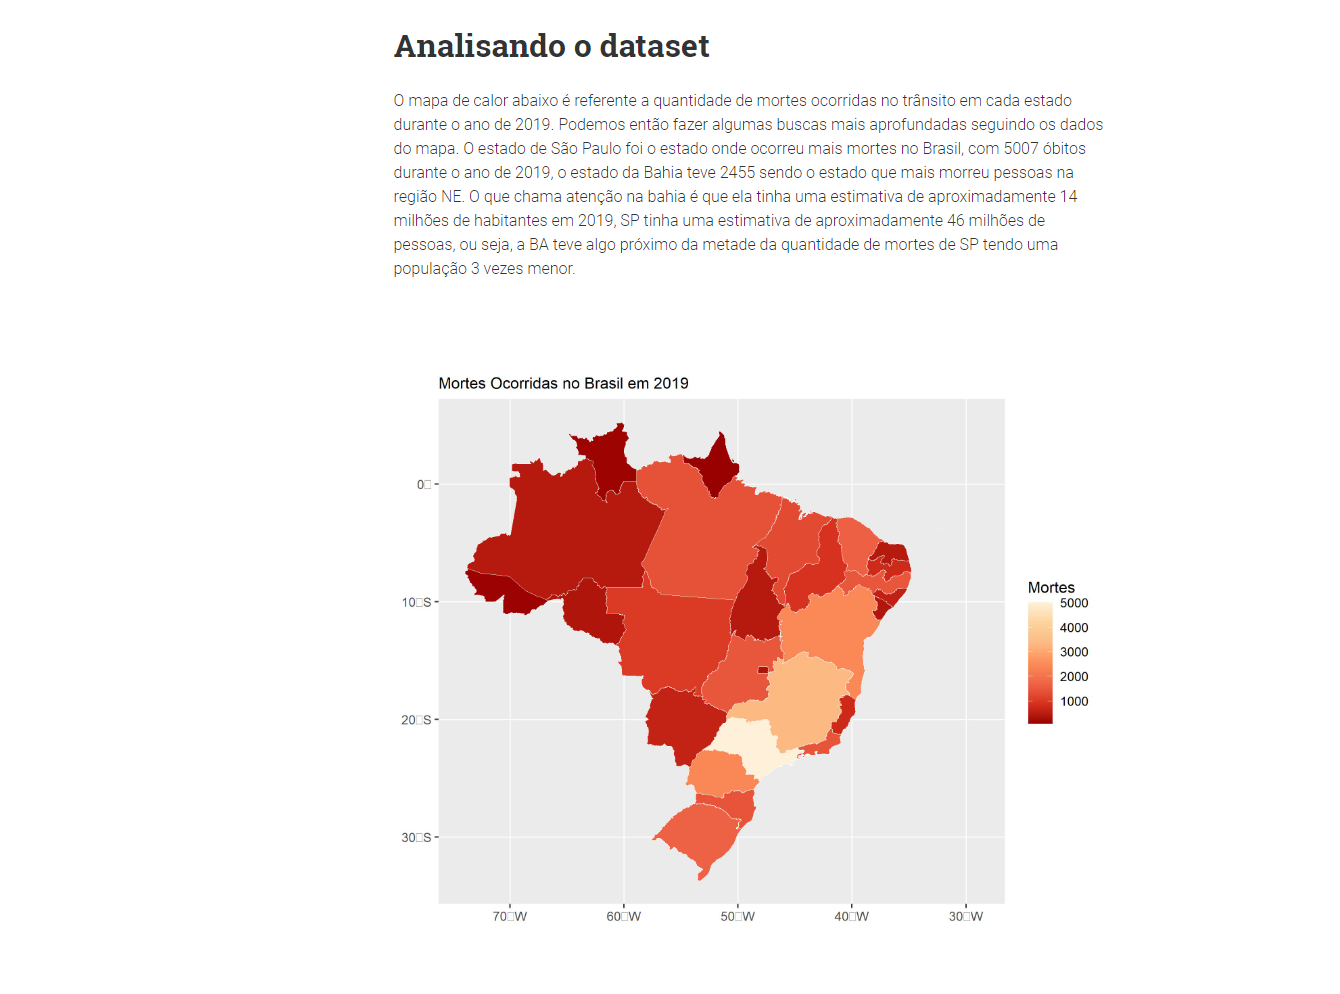 Analisando o dataset
O mapa de calor abaixo é referente a quantidade de mortes ocorridas no trânsito em cada estado
durante o ano de 2019. Podemos então fazer algumas buscas mais aprofundadas seguindo os dados
do mapa. O estado de São Paulo foi o estado onde ocorreu mais mortes no Brasil, com 5007 óbitos
durante o ano de 2019, o estado da Bahia teve 2455 sendo o estado que mais morreu pessoas na
região NE. O que chama atenção na bahia é que ela tinha uma estimativa de aproximadamente 14
milhões de habitantes em 2019, SP tinha uma estimativa de aproximadamente 46 milhões de
pessoas, ou seja, a BA teve algo próximo da metade da quantidade de mortes de SP tendo uma
população 3 vezes menor.
Mortes Ocorridas no Brasil em 2019
0□
10□S
20□S
30□S
70□W
60□W
50□W
40□W
30□W
Mortes
5000
4000
3000
2000
1000